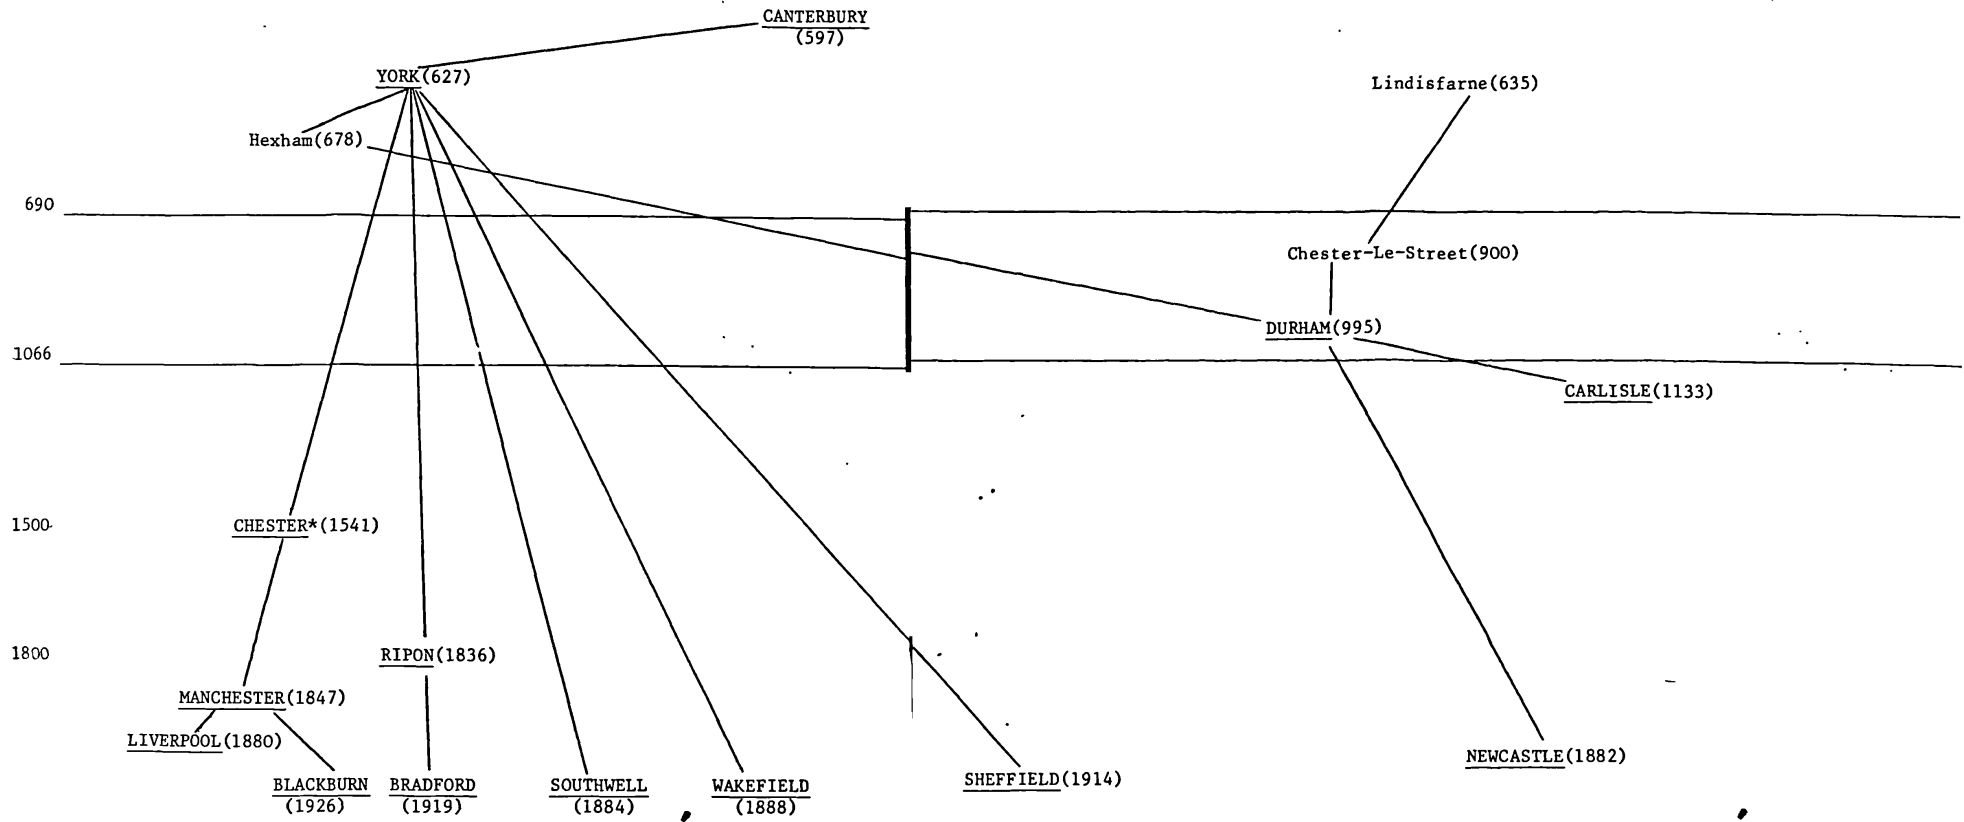 CANTERBURY
(597)
YORK(627)
Lindisfarne(635)
Hexham(678)
690
Chester-Le-Street(900)
DURHAM(995)
1066
CARLISLE(1133)
1500
CHESTER*(1541)
1800
RIPON(1836)
MANCHESTER(1847)
LIVERPOOL(1880)
NEWCASTLE(1882)
BLACKBURN
(1926)
BRADFORD
(1919)
SOUTHWELL
(1884)
WAKEFIELD
(1888)
SHEFFIELD(1914)